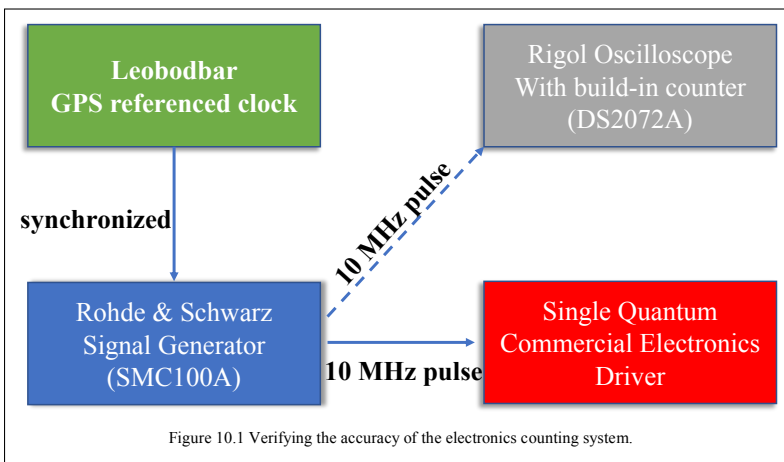 Leobodbar
GPS referenced clock
Rigol Oscilloscope
With build-in counter
(DS2072A)
synchronized
10 MHz pulse
Rohde & Schwarz
Signal Generator
(SMC100A)
10 MHz pulse
Single Quantum
Commercial Electronics
Driver
Figure 10.1 Verifying the accuracy of the electronics counting system.